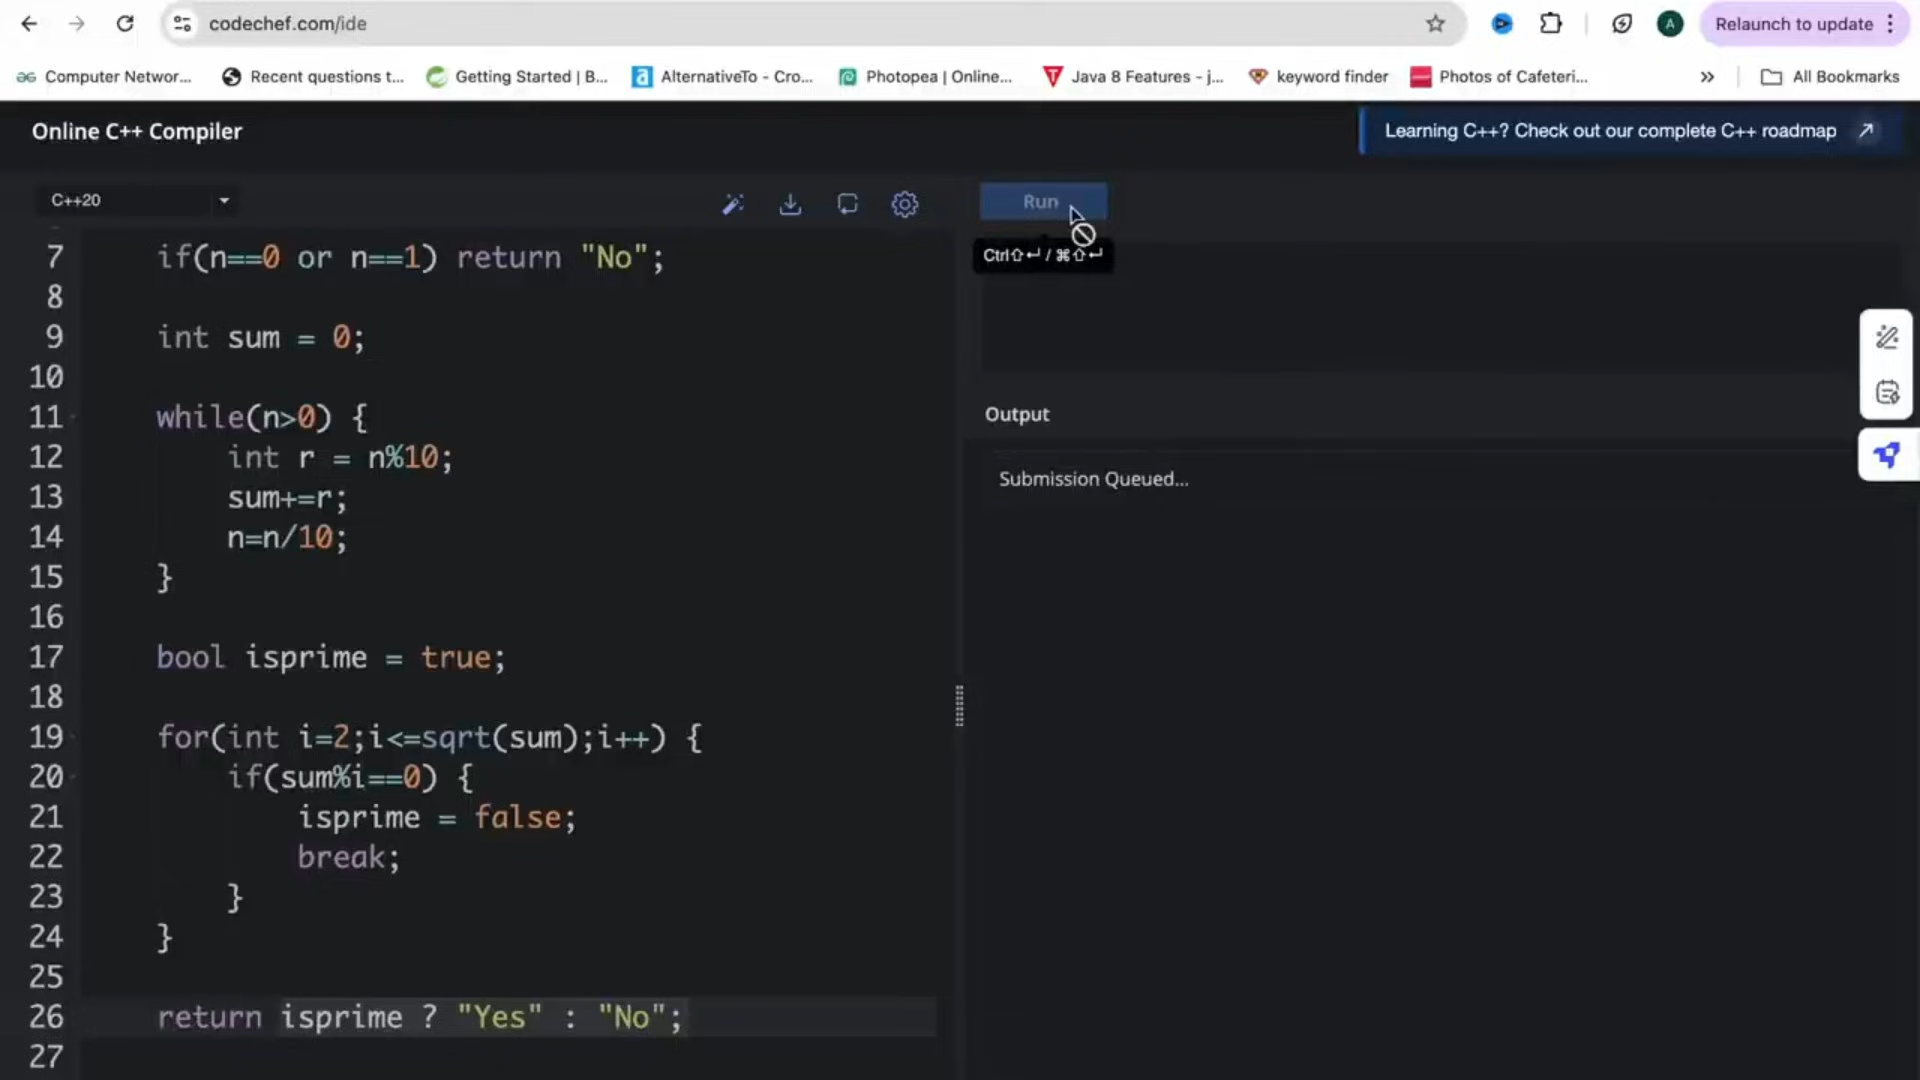 codechef.com/ide
A
Relaunch to update
Computer Networ...
Recent questions t...
Getting Started | B...
AlternativeTo - Cro...
Photopea | Online...
Java 8 Features - j...
keyword finder
Photos of Cafeteri...
»
All Bookmarks
Online C++ Compiler
Learning C++? Check out our complete C++ roadmap
C++20
Run
Ctrl⇧↵ / ⌘⇧↵
7 if(n==0 or n==1) return "No";
8
9 int sum = 0;
10
11 while(n>0) {
12 int r = n%10;
13 sum+=r;
14 n=n/10;
15 }
16
17 bool isprime = true;
18
19 for(int i=2;i<=sqrt(sum);i++) {
20 if(sum%i==0) {
21 isprime = false;
22 break;
23 }
24 }
25
26 return isprime ? "Yes" : "No";
27
Output
Submission Queued...